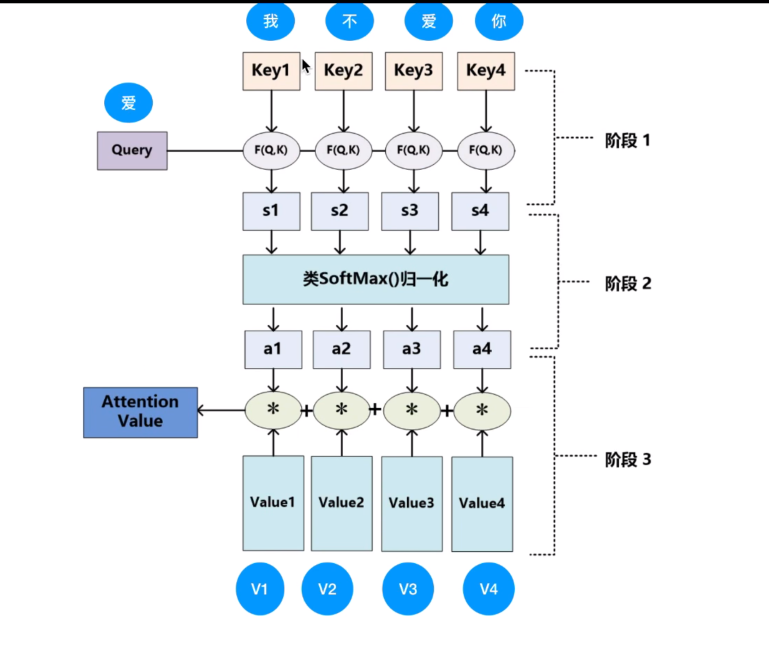 我 不 爱 你
Key1 Key2 Key3 Key4
爱
阶段 1
Query F(Q,K) F(Q,K) F(Q,K) F(Q,K)
s1 s2 s3 s4
类SoftMax()归一化
阶段 2
a1 a2 a3 a4
Attention
Value
* + * + * + *
阶段 3
Value1 Value2 Value3 Value4
V1 V2 V3 V4